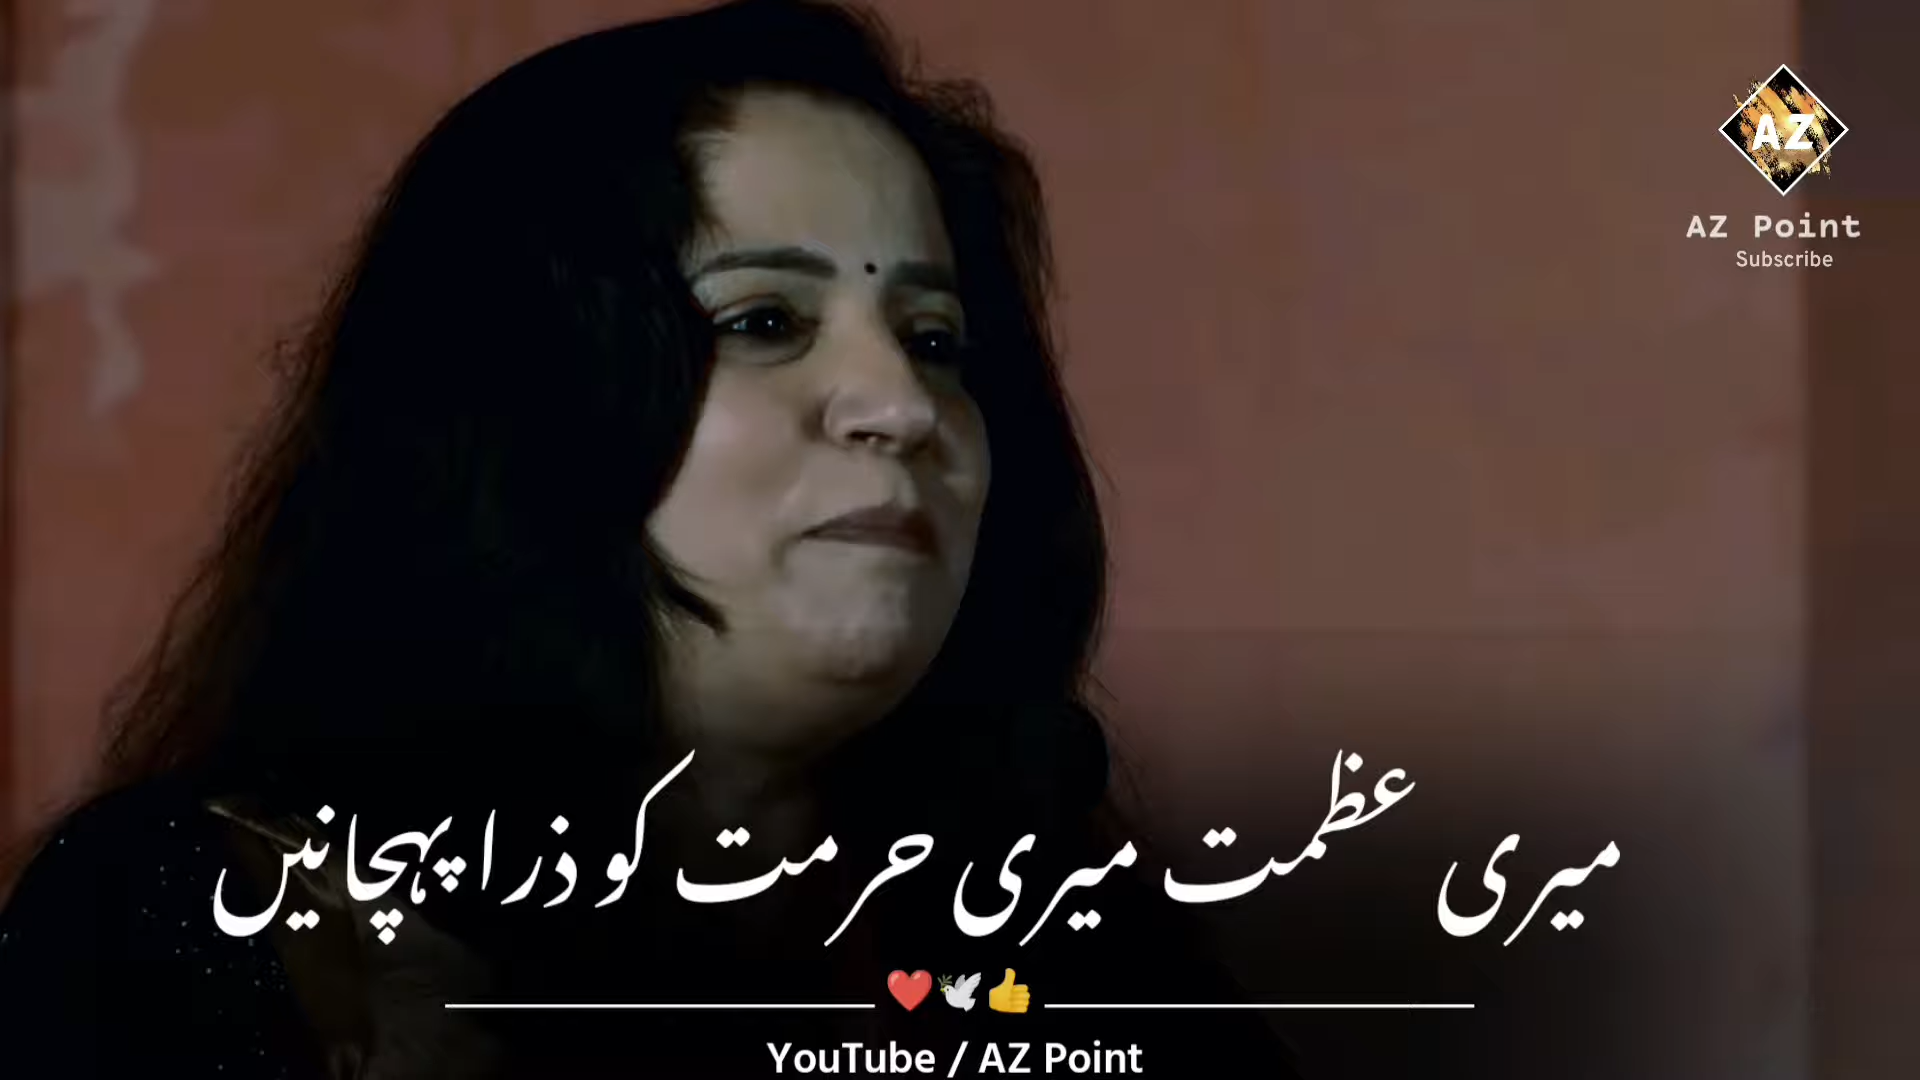 AZ
AZ Point
Subscribe
میری عظمت میری حرمت کو ذرا پہچانیں
❤️🕊️👍
YouTube / AZ Point